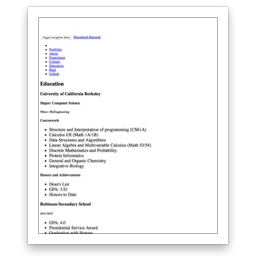 Toggle navigation Menu
Portfolio
About
Experience
Contact
Education
Read
GitHub
Education
University of California Berkeley
Major: Computer Science
Minor: BioEngineering
Coursework
Structure and Interpretation of programming (CS61A)
Calculus I/II (Math 1A/1B)
Data Structures and Algorithms
Linear Algebra and Multivariable Calculus (Math 53/54)
Discrete Mathematics and Probability
Protein Informatics
General and Organic Chemistry
Integrative Biology
Honors and Achievements
Dean's List
GPA: 3.91
Honors to Date
Robinson Secondary School
2013-2017
GPA: 4.0
Presidential Service Award
Graduation with Honors